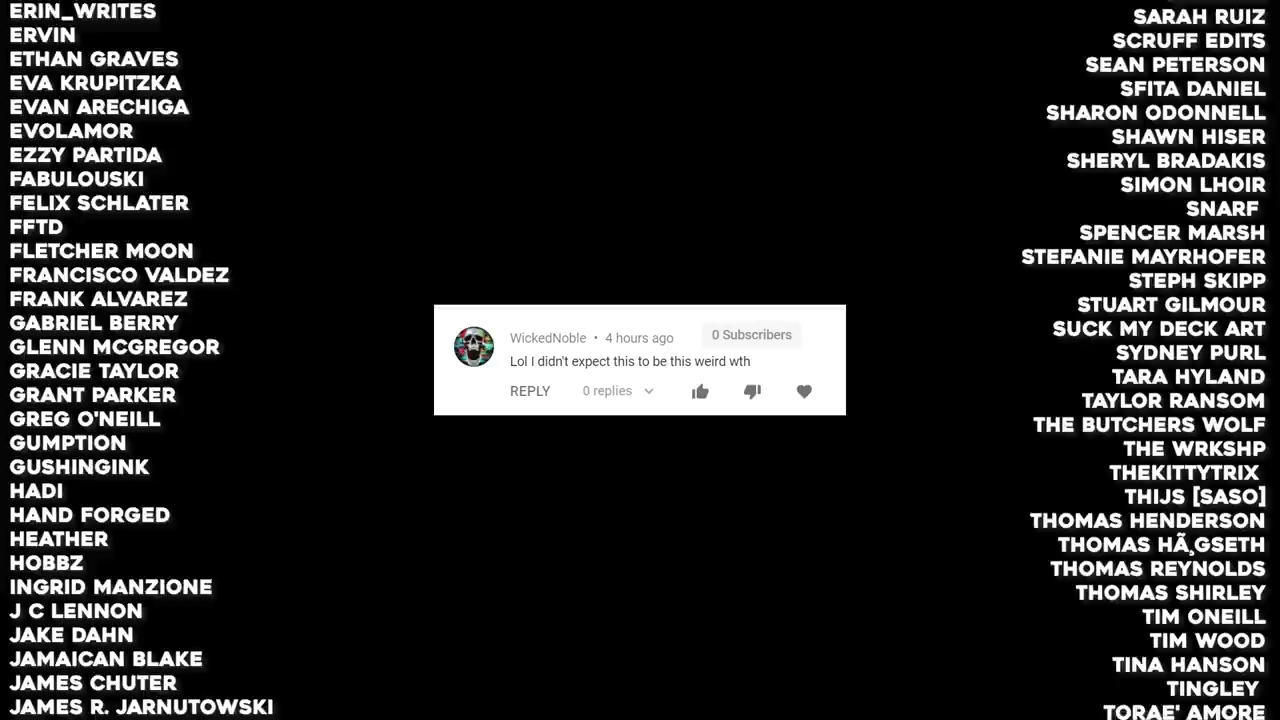 ERIN_WRITES
ERVIN
ETHAN GRAVES
EVA KRUPITZKA
EVAN ARECHIGA
EVOLAMOR
EZZY PARTIDA
FABULOUSKI
FELIX SCHLATER
FFTD
FLETCHER MOON
FRANCISCO VALDEZ
FRANK ALVAREZ
GABRIEL BERRY
GLENN MCGREGOR
GRACIE TAYLOR
GRANT PARKER
GREG O'NEILL
GUMPTION
GUSHINGINK
HADI
HAND FORGED
HEATHER
HOBBZ
INGRID MANZIONE
J C LENNON
JAKE DAHN
JAMAICAN BLAKE
JAMES CHUTER
JAMES R. JARNUTOWSKI
WickedNoble • 4 hours ago 0 Subscribers
Lol I didn't expect this to be this weird wth
REPLY 0 replies
SARAH RUIZ
SCRUFF EDITS
SEAN PETERSON
SFITA DANIEL
SHARON ODONNELL
SHAWN HISER
SHERYL BRADAKIS
SIMON LHOIR
SNARF
SPENCER MARSH
STEFANIE MAYRHOFER
STEPH SKIPP
STUART GILMOUR
SUCK MY DECK ART
SYDNEY PURL
TARA HYLAND
TAYLOR RANSOM
THE BUTCHERS WOLF
THE WRKSHP
THEKITTYTRIX
THIJS [SASO]
THOMAS HENDERSON
THOMAS HÃ¸GSETH
THOMAS REYNOLDS
THOMAS SHIRLEY
TIM ONEILL
TIM WOOD
TINA HANSON
TINGLEY
TORAE' AMORE